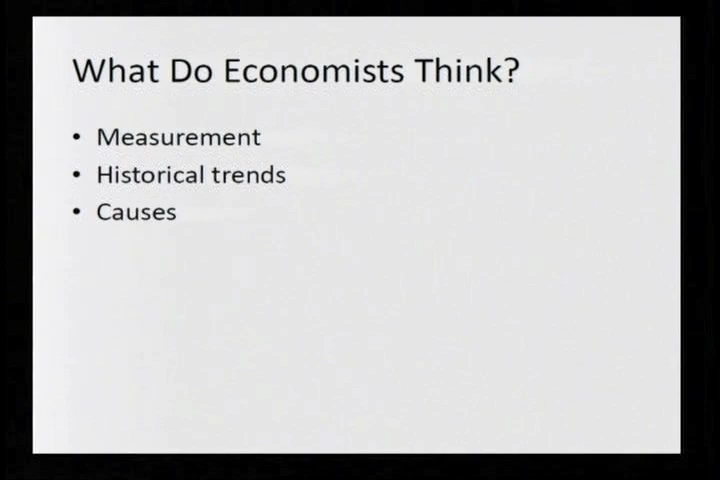 What Do Economists Think?
• Measurement
• Historical trends
• Causes